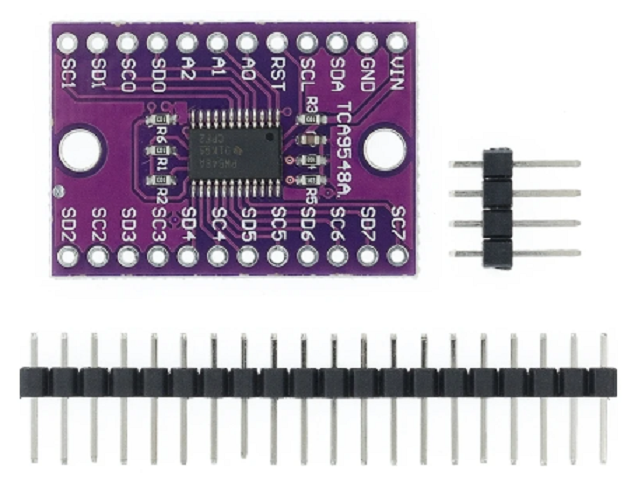 SC1 SD1 SC0 SD0 A2 A1 A0 RST SCL SDA GND VIN
R3
TCA9548A
R6
R1
R2
R5
SD2 SC2 SD3 SC3 SD4 SC4 SD5 SC5 SD6 SC6 SD7 SC7